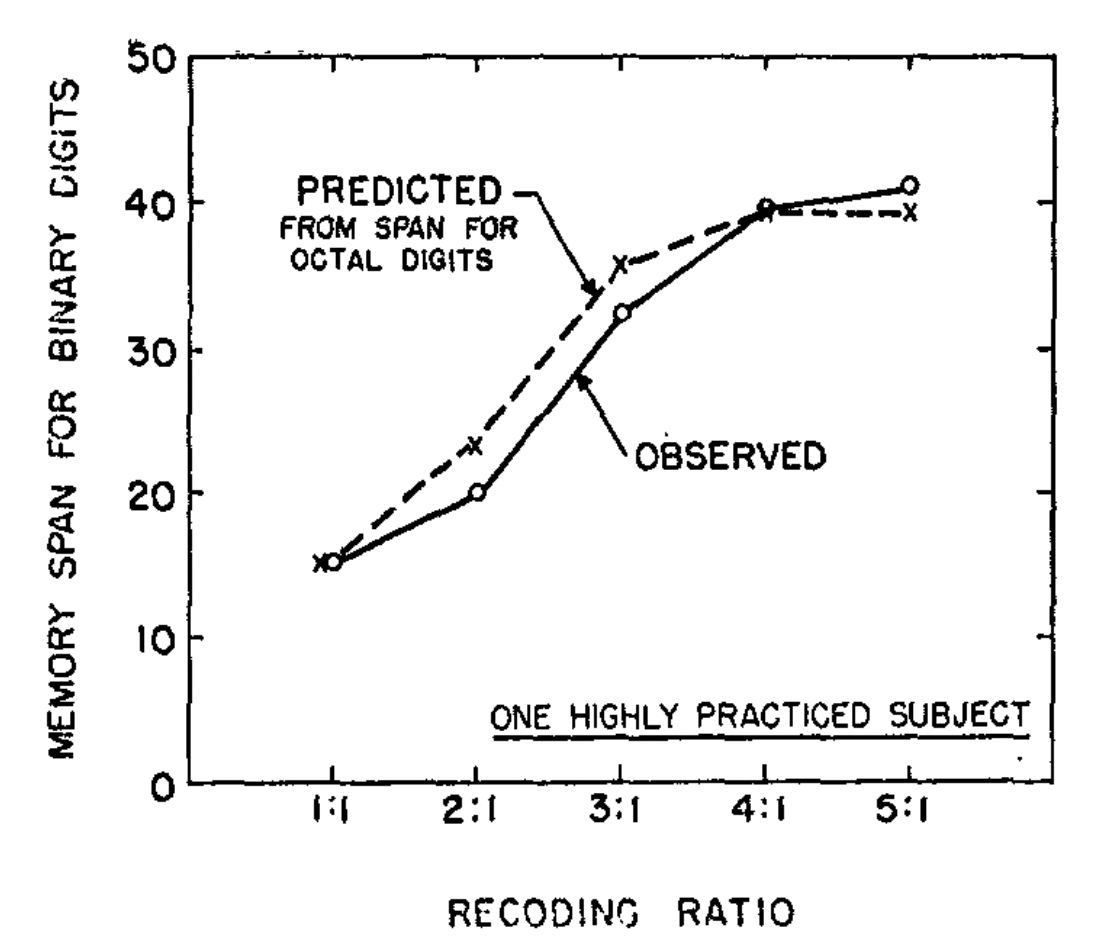 50
40
30
20
10
0
MEMORY SPAN FOR BINARY DIGITS
PREDICTED
FROM SPAN FOR
OCTAL DIGITS
OBSERVED
ONE HIGHLY PRACTICED SUBJECT
1:1 2:1 3:1 4:1 5:1
RECODING RATIO